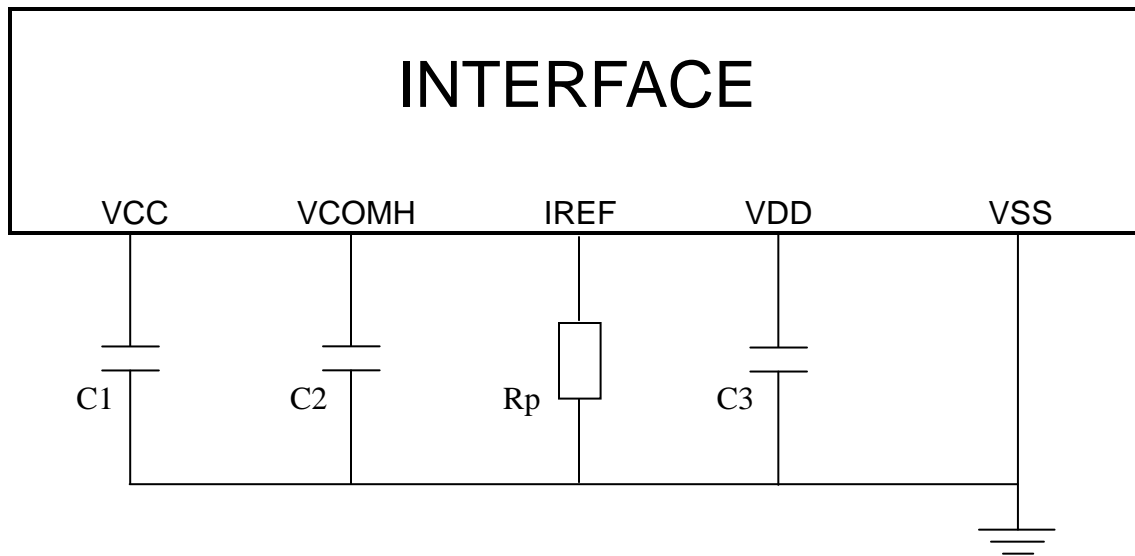 INTERFACE
VCC VCOMH IREF VDD VSS
C1 C2 Rp C3